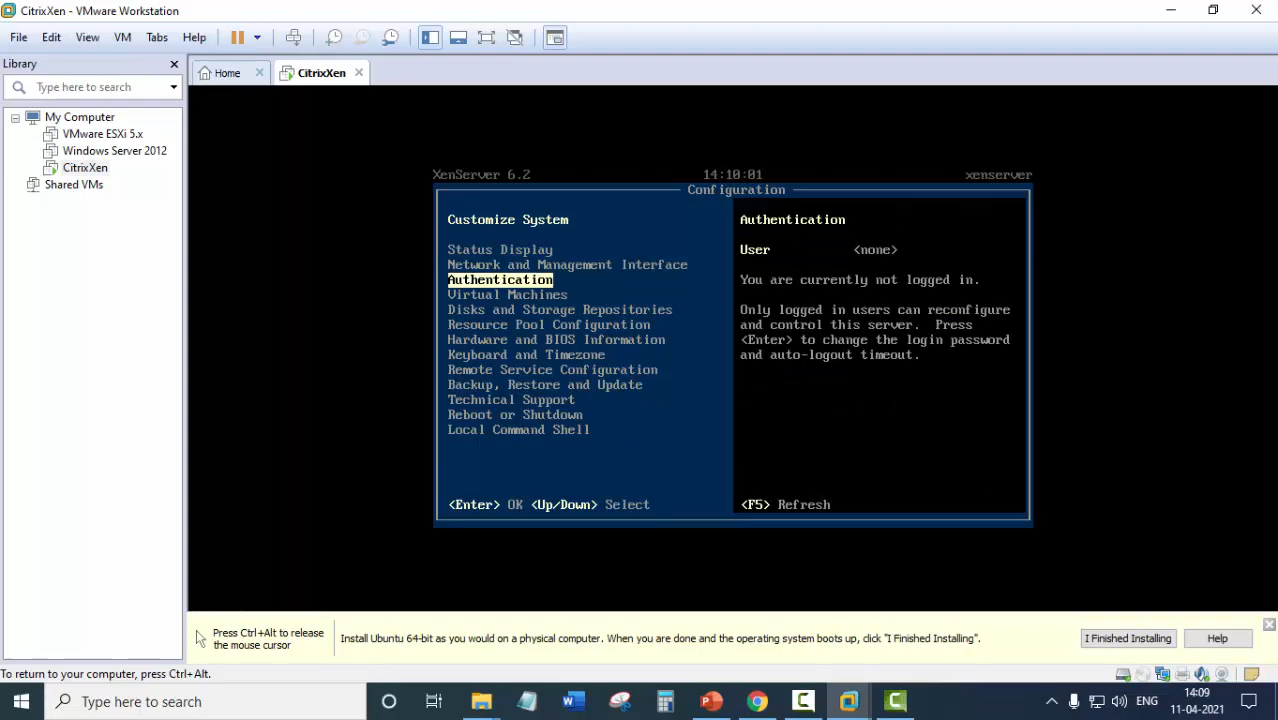 CitrixXen - VMware Workstation
File Edit View VM Tabs Help
Library
Home
CitrixXen
Type here to search
My Computer
VMware ESXi 5.x
Windows Server 2012
CitrixXen
Shared VMs
XenServer 6.2 14:10:01 xenserver
Configuration
Customize System
Status Display
Network and Management Interface
Authentication
Virtual Machines
Disks and Storage Repositories
Resource Pool Configuration
Hardware and BIOS Information
Keyboard and Timezone
Remote Service Configuration
Backup, Restore and Update
Technical Support
Reboot or Shutdown
Local Command Shell
<Enter> OK <Up/Down> Select
Authentication
User <none>
You are currently not logged in.
Only logged in users can reconfigure
and control this server. Press
<Enter> to change the login password
and auto-logout timeout.
<F5> Refresh
Press Ctrl+Alt to release
the mouse cursor
Install Ubuntu 64-bit as you would on a physical computer. When you are done and the operating system boots up, click "I Finished Installing".
I Finished Installing
Help
To return to your computer, press Ctrl+Alt.
Type here to search
ENG
14:09
11-04-2021